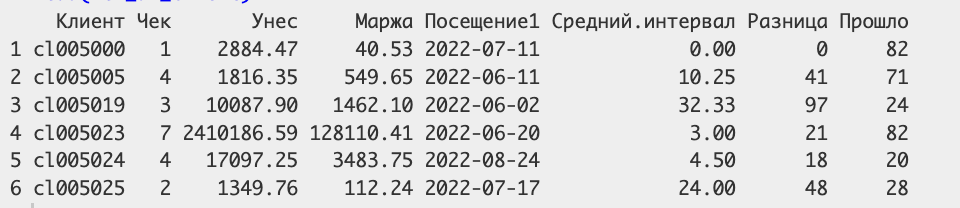 Клиент Чек Унес Маржа Посещение1 Средний.интервал Разница Прошло
1 cl005000 1 2884.47 40.53 2022-07-11 0.00 0 82
2 cl005005 4 1816.35 549.65 2022-06-11 10.25 41 71
3 cl005019 3 10087.90 1462.10 2022-06-02 32.33 97 24
4 cl005023 7 2410186.59 128110.41 2022-06-20 3.00 21 82
5 cl005024 4 17097.25 3483.75 2022-08-24 4.50 18 20
6 cl005025 2 1349.76 112.24 2022-07-17 24.00 48 28